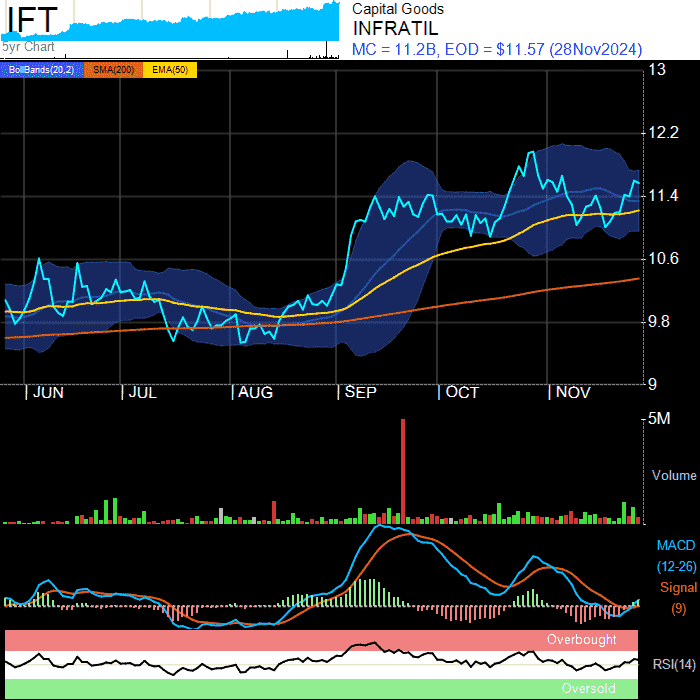 IFT
5yr Chart
Capital Goods
INFRATIL
MC = 11.2B, EOD = $11.57 (28Nov2024)
BollBands(20,2) SMA(200) EMA(50)
13
12.2
11.4
10.6
9.8
9
JUN JUL AUG SEP OCT NOV
5M
Volume
MACD
(12-26)
Signal
(9)
Overbought
RSI(14)
Oversold